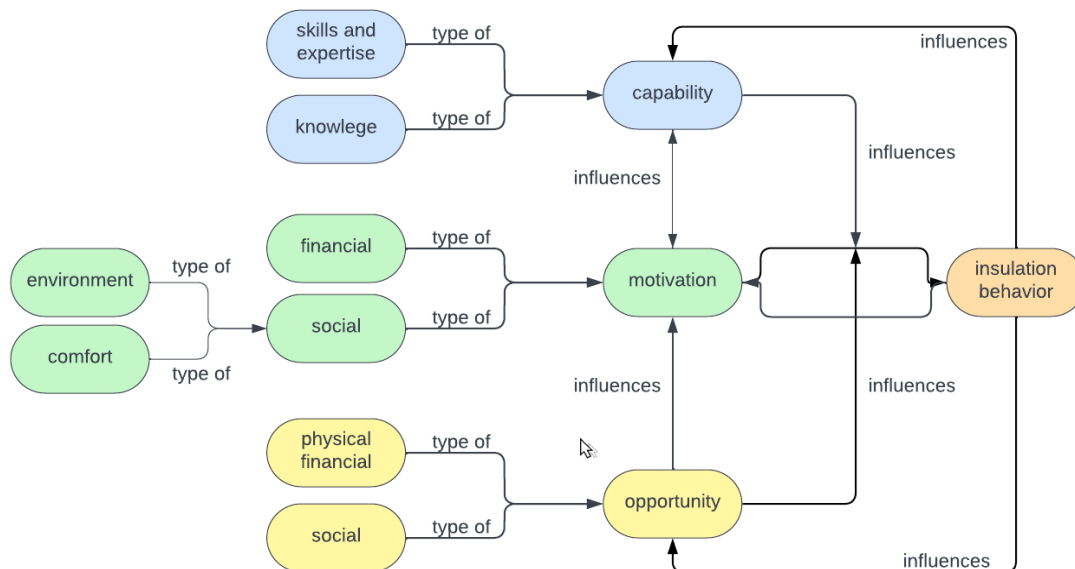 skills and
expertise
type of
influences
capability
knowlege
type of
influences
influences
financial
type of
environment
type of
motivation
insulation
behavior
social
type of
comfort
type of
influences
influences
physical
financial
type of
opportunity
social
type of
influences